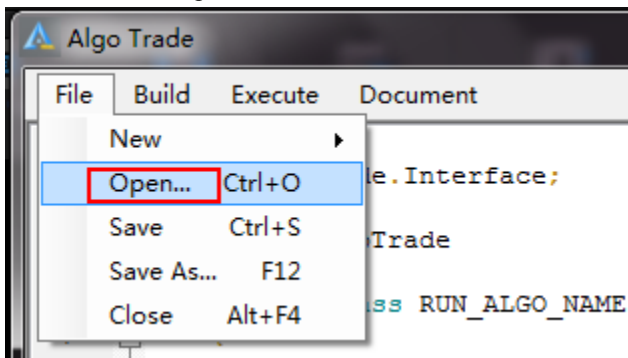 Algo Trade
File Build Execute Document
New
Open... Ctrl+O
.Interface;
Save Ctrl+S
Trade
Save As... F12
RUN_ALGO_NAME
Close Alt+F4